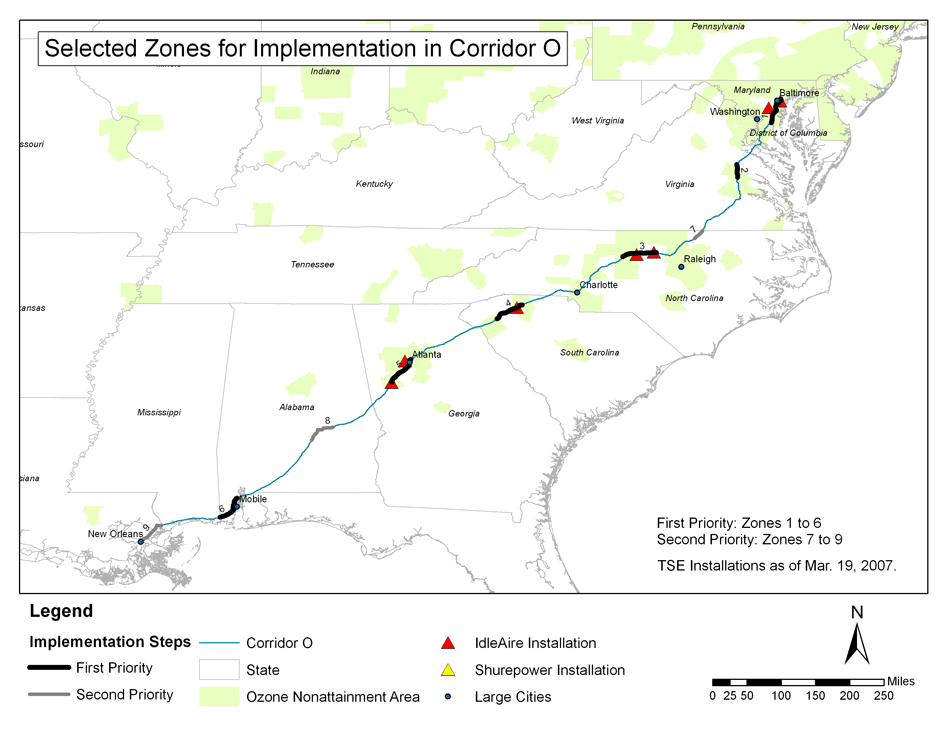 Selected Zones for Implementation in Corridor O
Pennsylvania
New Jersey
Indiana
Maryland
Baltimore
Washington
1
District of Columbia
West Virginia
ssouri
Kentucky
Virginia
2
7
3
Raleigh
Tennessee
Charlotte
North Carolina
kansas
4
South Carolina
Atlanta
5
Mississippi
Alabama
Georgia
8
siana
Mobile
6
9
New Orleans
First Priority: Zones 1 to 6
Second Priority: Zones 7 to 9
TSE Installations as of Mar. 19, 2007.
Legend
Implementation Steps
First Priority
Second Priority
Corridor O
State
Ozone Nonattainment Area
IdleAire Installation
Shurepower Installation
Large Cities
N
0 25 50 100 150 200 250 Miles